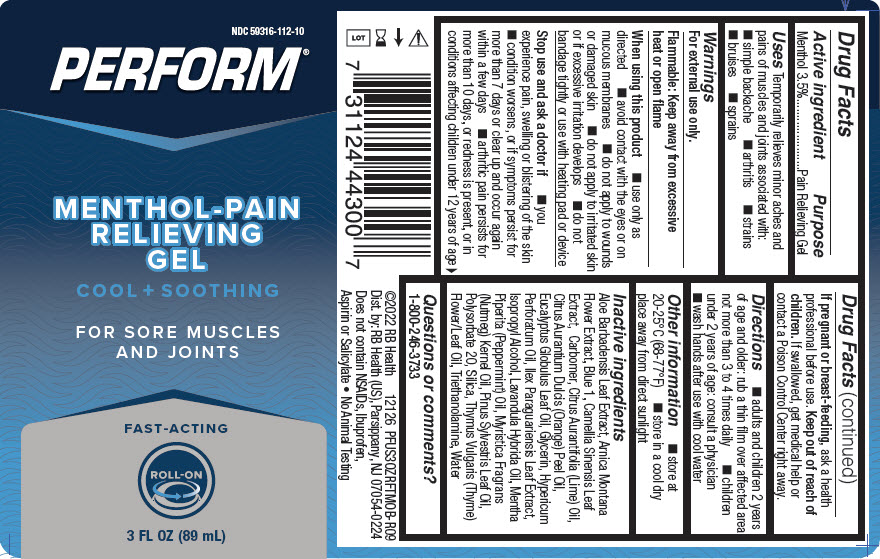 NDC 59316-112-10
PERFORM®
MENTHOL-PAIN
RELIEVING
GEL
COOL + SOOTHING
FOR SORE MUSCLES
AND JOINTS
FAST-ACTING
ROLL-ON
3 FL OZ (89 mL)
Drug Facts
Active ingredient Purpose
Menthol 3.5%.....................Pain Relieving Gel
Uses Temporarily relieves minor aches and
pains of muscles and joints associated with:
■ simple backache ■ arthritis ■ strains
■ bruises ■ sprains
Warnings
For external use only.
Flammable: Keep away from excessive
heat or open flame
When using this product ■ use only as
directed ■ avoid contact with the eyes or on
mucous membranes ■ do not apply to wounds
or damaged skin ■ do not apply to irritated skin
or if excessive irritation develops ■ do not
bandage tightly or use with heating pad or device
Stop use and ask a doctor if ■ you
experience pain, swelling or blistering of the skin
■ condition worsens, or if symptoms persist for
more than 7 days or clear up and occur again
within a few days ■ arthritic pain persists for
more than 10 days, or redness is present, or in
conditions affecting children under 12 years of age
LOT
7 31124 44300 7
Drug Facts (continued)
If pregnant or breast-feeding, ask a health
professional before use. Keep out of reach of
children. If swallowed, get medical help or
contact a Poison Control Center right away.
Directions ■ adults and children 2 years
of age and older: rub a thin film over affected area
not more than 3 to 4 times daily ■ children
under 2 years of age: consult a physician
■ wash hands after use with cool water
Other information ■ store at
20-25°C (68-77°F) ■ store in a cool dry
place away from direct sunlight
Inactive ingredients
Aloe Barbadensis Leaf Extract, Arnica Montana
Flower Extract, Blue 1, Camellia Sinensis Leaf
Extract, Carbomer, Citrus Aurantifolia (Lime) Oil,
Citrus Aurantium Dulcis (Orange) Peel Oil,
Eucalyptus Globulus Leaf Oil, Glycerin, Hypericum
Perforatum Oil, Ilex Paraguariensis Leaf Extract,
Isopropyl Alcohol, Lavandula Hybrida Oil, Mentha
Piperita (Peppermint) Oil, Myristica Fragrans
(Nutmeg) Kernel Oil, Pinus Sylvestris Leaf Oil,
Polysorbate 20, Silica, Thymus Vulgaris (Thyme)
Flower/Leaf Oil, Triethanolamine, Water
Questions or comments?
1-800-246-3733
©2022 RB Health 12126 PFUS3OZRFTMOB-R09
Dist. by: RB Health (US), Parsippany, NJ 07054-0224
Does not contain NSAIDs, Ibuprofen,
Aspirin or Salicylate • No Animal Testing